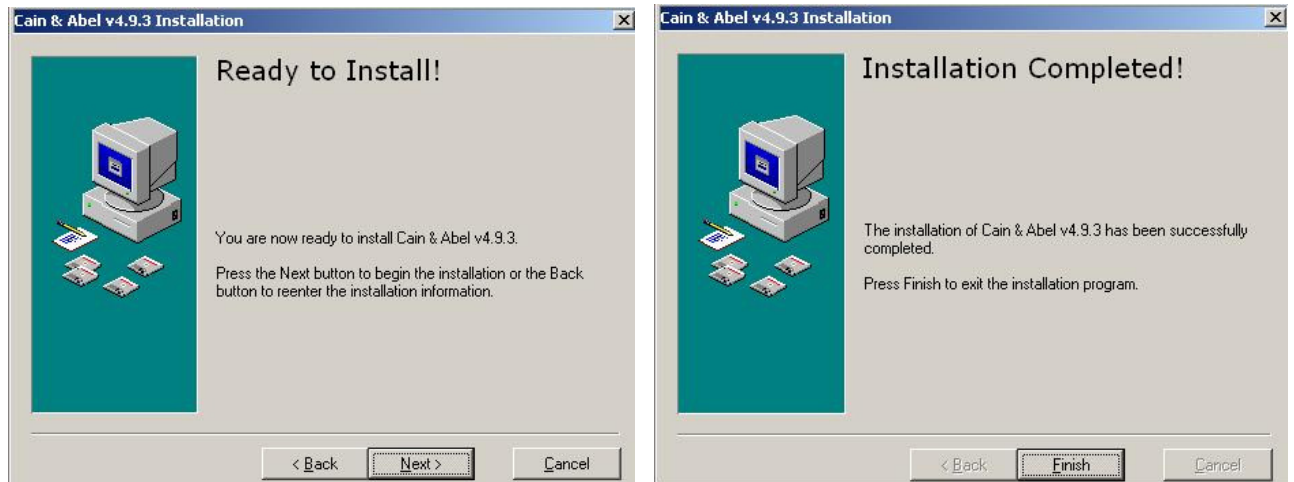 Cain & Abel v4.9.3 Installation
Ready to Install!
You are now ready to install Cain & Abel v4.9.3.
Press the Next button to begin the installation or the Back
button to reenter the installation information.
< Back
Next >
Cancel
Cain & Abel v4.9.3 Installation
Installation Completed!
The installation of Cain & Abel v4.9.3 has been successfully
completed.
Press Finish to exit the installation program.
< Back
Finish
Cancel